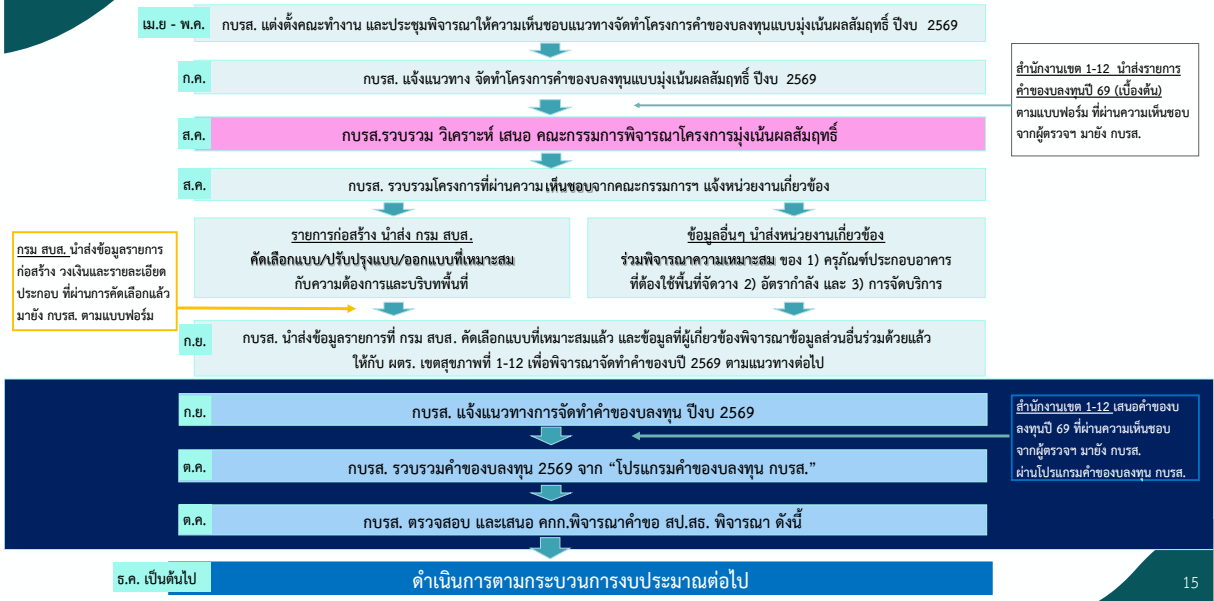 เม.ย - พ.ค.
กบรส. แต่งตั้งคณะทำงาน และประชุมพิจารณาให้ความเห็นชอบแนวทางจัดทำโครงการคำของบลงทุนแบบมุ่งเน้นผลสัมฤทธิ์ ปีงบ 2569
ก.ค.
กบรส. แจ้งแนวทาง จัดทำโครงการคำของบลงทุนแบบมุ่งเน้นผลสัมฤทธิ์ ปีงบ 2569
สำนักงานเขต 1-12 นำส่งรายการ
คำของบลงทุนปี 69 (เบื้องต้น)
ตามแบบฟอร์ม ที่ผ่านความเห็นชอบ
จากผู้ตรวจฯ มายัง กบรส.
ส.ค.
กบรส.รวบรวม วิเคราะห์ เสนอ คณะกรรมการพิจารณาโครงการมุ่งเน้นผลสัมฤทธิ์
ส.ค.
กบรส. รวบรวมโครงการที่ผ่านความเห็นชอบจากคณะกรรมการฯ แจ้งหน่วยงานเกี่ยวข้อง
กรม สบส. นำส่งข้อมูลรายการ
ก่อสร้าง วงเงินและรายละเอียด
ประกอบ ที่ผ่านการคัดเลือกแล้ว
มายัง กบรส. ตามแบบฟอร์ม
รายการก่อสร้าง นำส่ง กรม สบส.
คัดเลือกแบบ/ปรับปรุงแบบ/ออกแบบที่เหมาะสม
กับความต้องการและบริบทพื้นที่
ข้อมูลอื่นๆ นำส่งหน่วยงานเกี่ยวข้อง
ร่วมพิจารณาความเหมาะสม ของ 1) ครุภัณฑ์ประกอบอาคาร
ที่ต้องใช้พื้นที่จัดวาง 2) อัตรากำลัง และ 3) การจัดบริการ
ก.ย.
กบรส. นำส่งข้อมูลรายการที่ กรม สบส. คัดเลือกแบบที่เหมาะสมแล้ว และข้อมูลที่ผู้เกี่ยวข้องพิจารณาข้อมูลส่วนอื่นร่วมด้วยแล้ว
ให้กับ ผตร. เขตสุขภาพที่ 1-12 เพื่อพิจารณาจัดทำคำของบปี 2569 ตามแนวทางต่อไป
ก.ย.
กบรส. แจ้งแนวทางการจัดทำคำของบลงทุน ปีงบ 2569
สำนักงานเขต 1-12 เสนอคำของบ
ลงทุนปี 69 ที่ผ่านความเห็นชอบ
จากผู้ตรวจฯ มายัง กบรส.
ผ่านโปรแกรมคำของบลงทุน กบรส.
ต.ค.
กบรส. รวบรวมคำของบลงทุน 2569 จาก “โปรแกรมคำของบลงทุน กบรส.”
ต.ค.
กบรส. ตรวจสอบ และเสนอ คกก.พิจารณาคำขอ สป.สธ. พิจารณา ดังนี้
ธ.ค. เป็นต้นไป
ดำเนินการตามกระบวนการงบประมาณต่อไป
15